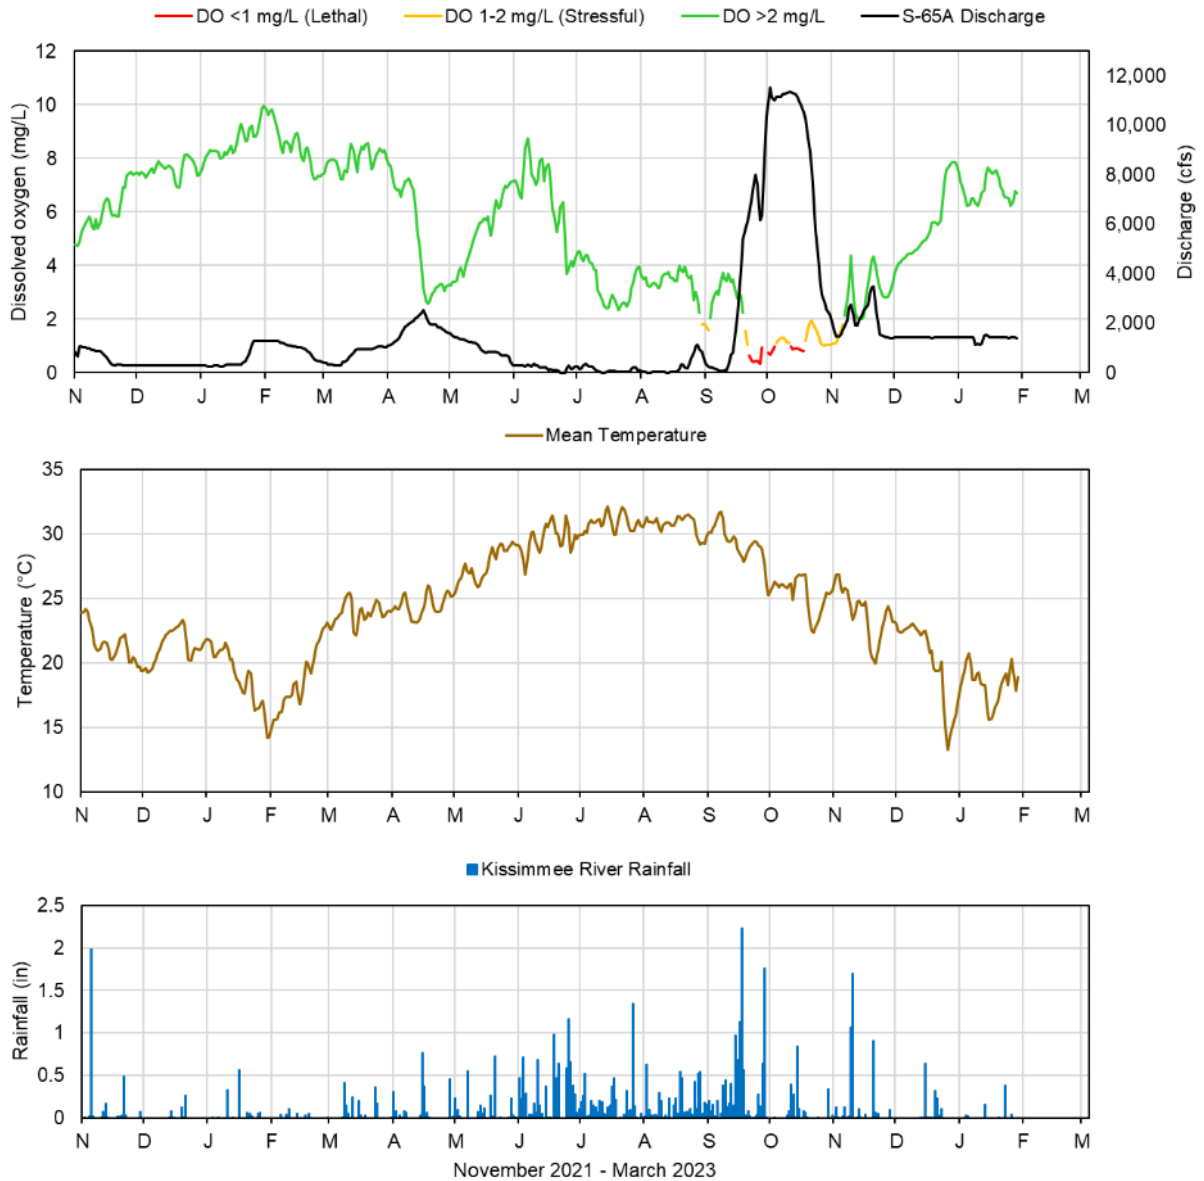 DO <1 mg/L (Lethal) DO 1-2 mg/L (Stressful) DO >2 mg/L S-65A Discharge
Dissolved oxygen (mg/L)
12
10
8
6
4
2
0
12,000
10,000
8,000
6,000
4,000
2,000
0
Discharge (cfs)
N D J F M A M J J A S O N D J F M
Mean Temperature
Temperature (°C)
35
30
25
20
15
10
N D J F M A M J J A S O N D J F M
Kissimmee River Rainfall
Rainfall (in)
2.5
2
1.5
1
0.5
0
N D J F M A M J J A S O N D J F M
November 2021 - March 2023